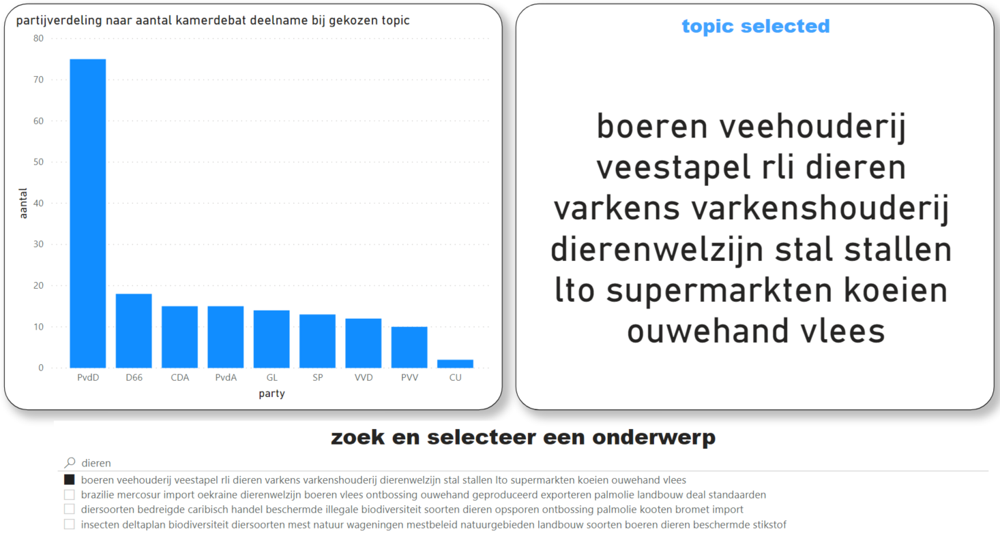 partijverdeling naar aantal kamerdebat deelname bij gekozen topic
80
70
60
50
40
30
20
10
0
aantal
PvdD D66 CDA PvdA GL SP VVD PVV CU
party
topic selected
boeren veehouderij
veestapel rli dieren
varkens varkenshouderij
dierenwelzijn stal stallen
lto supermarkten koeien
ouwehand vlees
zoek en selecteer een onderwerp
dieren
boeren veehouderij veestapel rli dieren varkens varkenshouderij dierenwelzijn stal stallen lto supermarkten koeien ouwehand vlees
brazilie mercosur import oekraine dierenwelzijn boeren vlees ontbossing ouwehand geproduceerd exporteren palmolie landbouw deal standaarden
diersoorten bedreigde caribisch handel beschermde illegale biodiversiteit soorten dieren opsporen ontbossing palmolie kooten bromet import
insecten deltaplan biodiversiteit diersoorten mest natuur wageningen mestbeleid natuurgebieden landbouw soorten boeren dieren beschermde stikstof